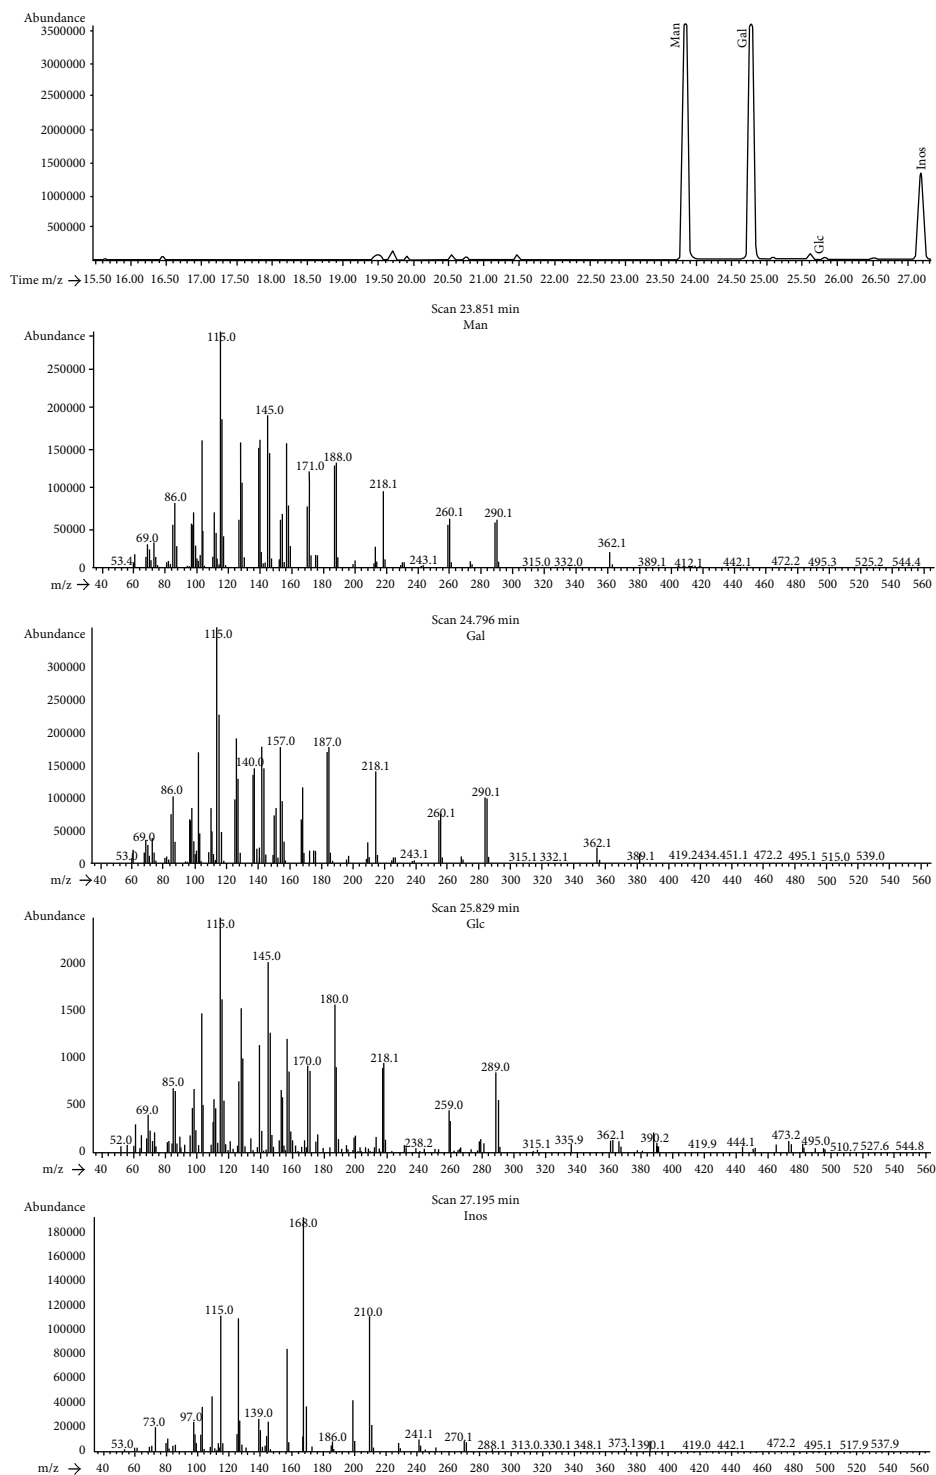 Abundance
3500000
3000000
2500000
2000000
1500000
1000000
500000
Man
Gal
Glc
Inos
Time m/z → 15.50 16.00 16.50 17.00 17.50 18.00 18.50 19.00 19.50 20.00 20.50 21.00 21.50 22.00 22.50 23.00 23.50 24.00 24.50 25.00 25.50 26.00 26.50 27.00
Scan 23.851 min
Man
Abundance
250000
200000
150000
100000
50000
0
115.0
145.0
171.0 188.0
86.0 218.1
260.1 290.1
69.0 362.1
53.4 243.1 315.0 332.0 389.1 412.1 442.1 472.2 495.3 525.2 544.4
m/z → 40 60 80 100 120 140 160 180 200 220 240 260 280 300 320 340 360 380 400 420 440 460 480 500 520 540 560
Scan 24.796 min
Gal
Abundance
300000
250000
200000
150000
100000
50000
0
115.0
157.0 187.0
140.0 218.1
86.0 290.1
260.1
69.0 362.1
53.0 243.1 315.1 332.1 389.1 419.2 434.4 451.1 472.2 495.1 515.0 539.0
m/z → 40 60 80 100 120 140 160 180 200 220 240 260 280 300 320 340 360 380 400 420 440 460 480 500 520 540 560
Scan 25.829 min
Glc
Abundance
2000
1500
1000
500
0
115.0
145.0
180.0
170.0 218.1 289.0
85.0
69.0 259.0
52.0 238.2 315.1 335.9 362.1 390.2 419.9 444.1 473.2 495.0 510.7 527.6 544.8
m/z → 40 60 80 100 120 140 160 180 200 220 240 260 280 300 320 340 360 380 400 420 440 460 480 500 520 540 560
Scan 27.195 min
Inos
Abundance
180000
160000
140000
120000
100000
80000
60000
40000
20000
0
168.0
115.0 210.0
73.0 97.0 139.0
53.0 186.0 241.1 270.1 288.1 313.0 330.1 348.1 373.1 390.1 419.0 442.1 472.2 495.1 517.9 537.9
m/z → 40 60 80 100 120 140 160 180 200 220 240 260 280 300 320 340 360 380 400 420 440 460 480 500 520 540 560